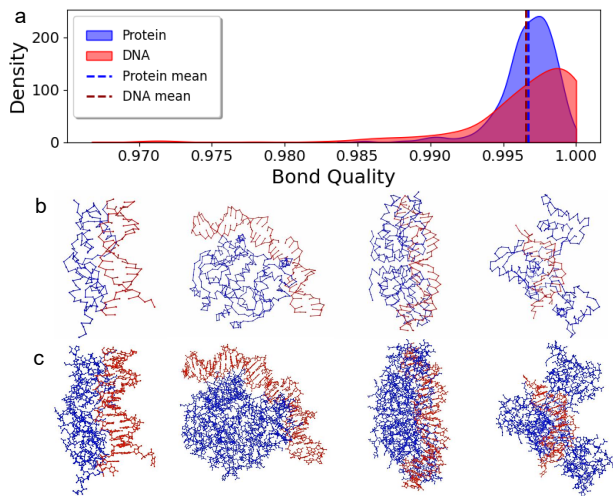 a
200
100
0
Density
Protein
DNA
Protein mean
DNA mean
0.970 0.975 0.980 0.985 0.990 0.995 1.000
Bond Quality
b
c